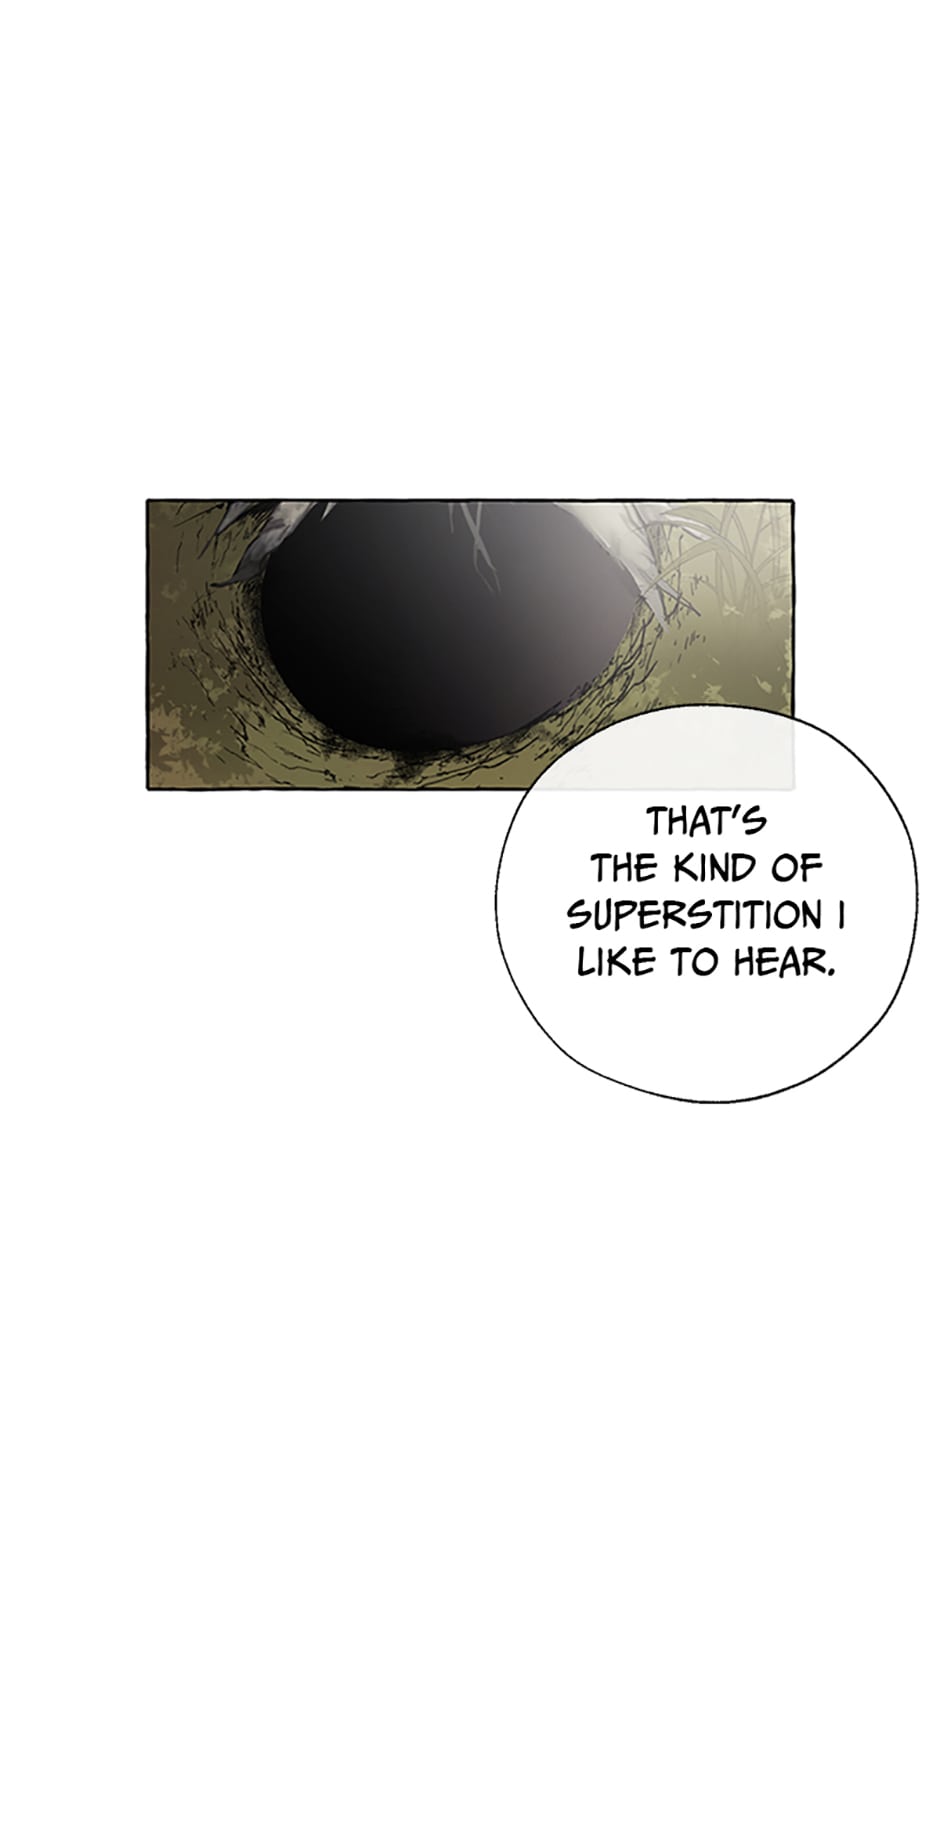 THAT'S
THE KIND OF
SUPERSTITION I
LIKE TO HEAR.